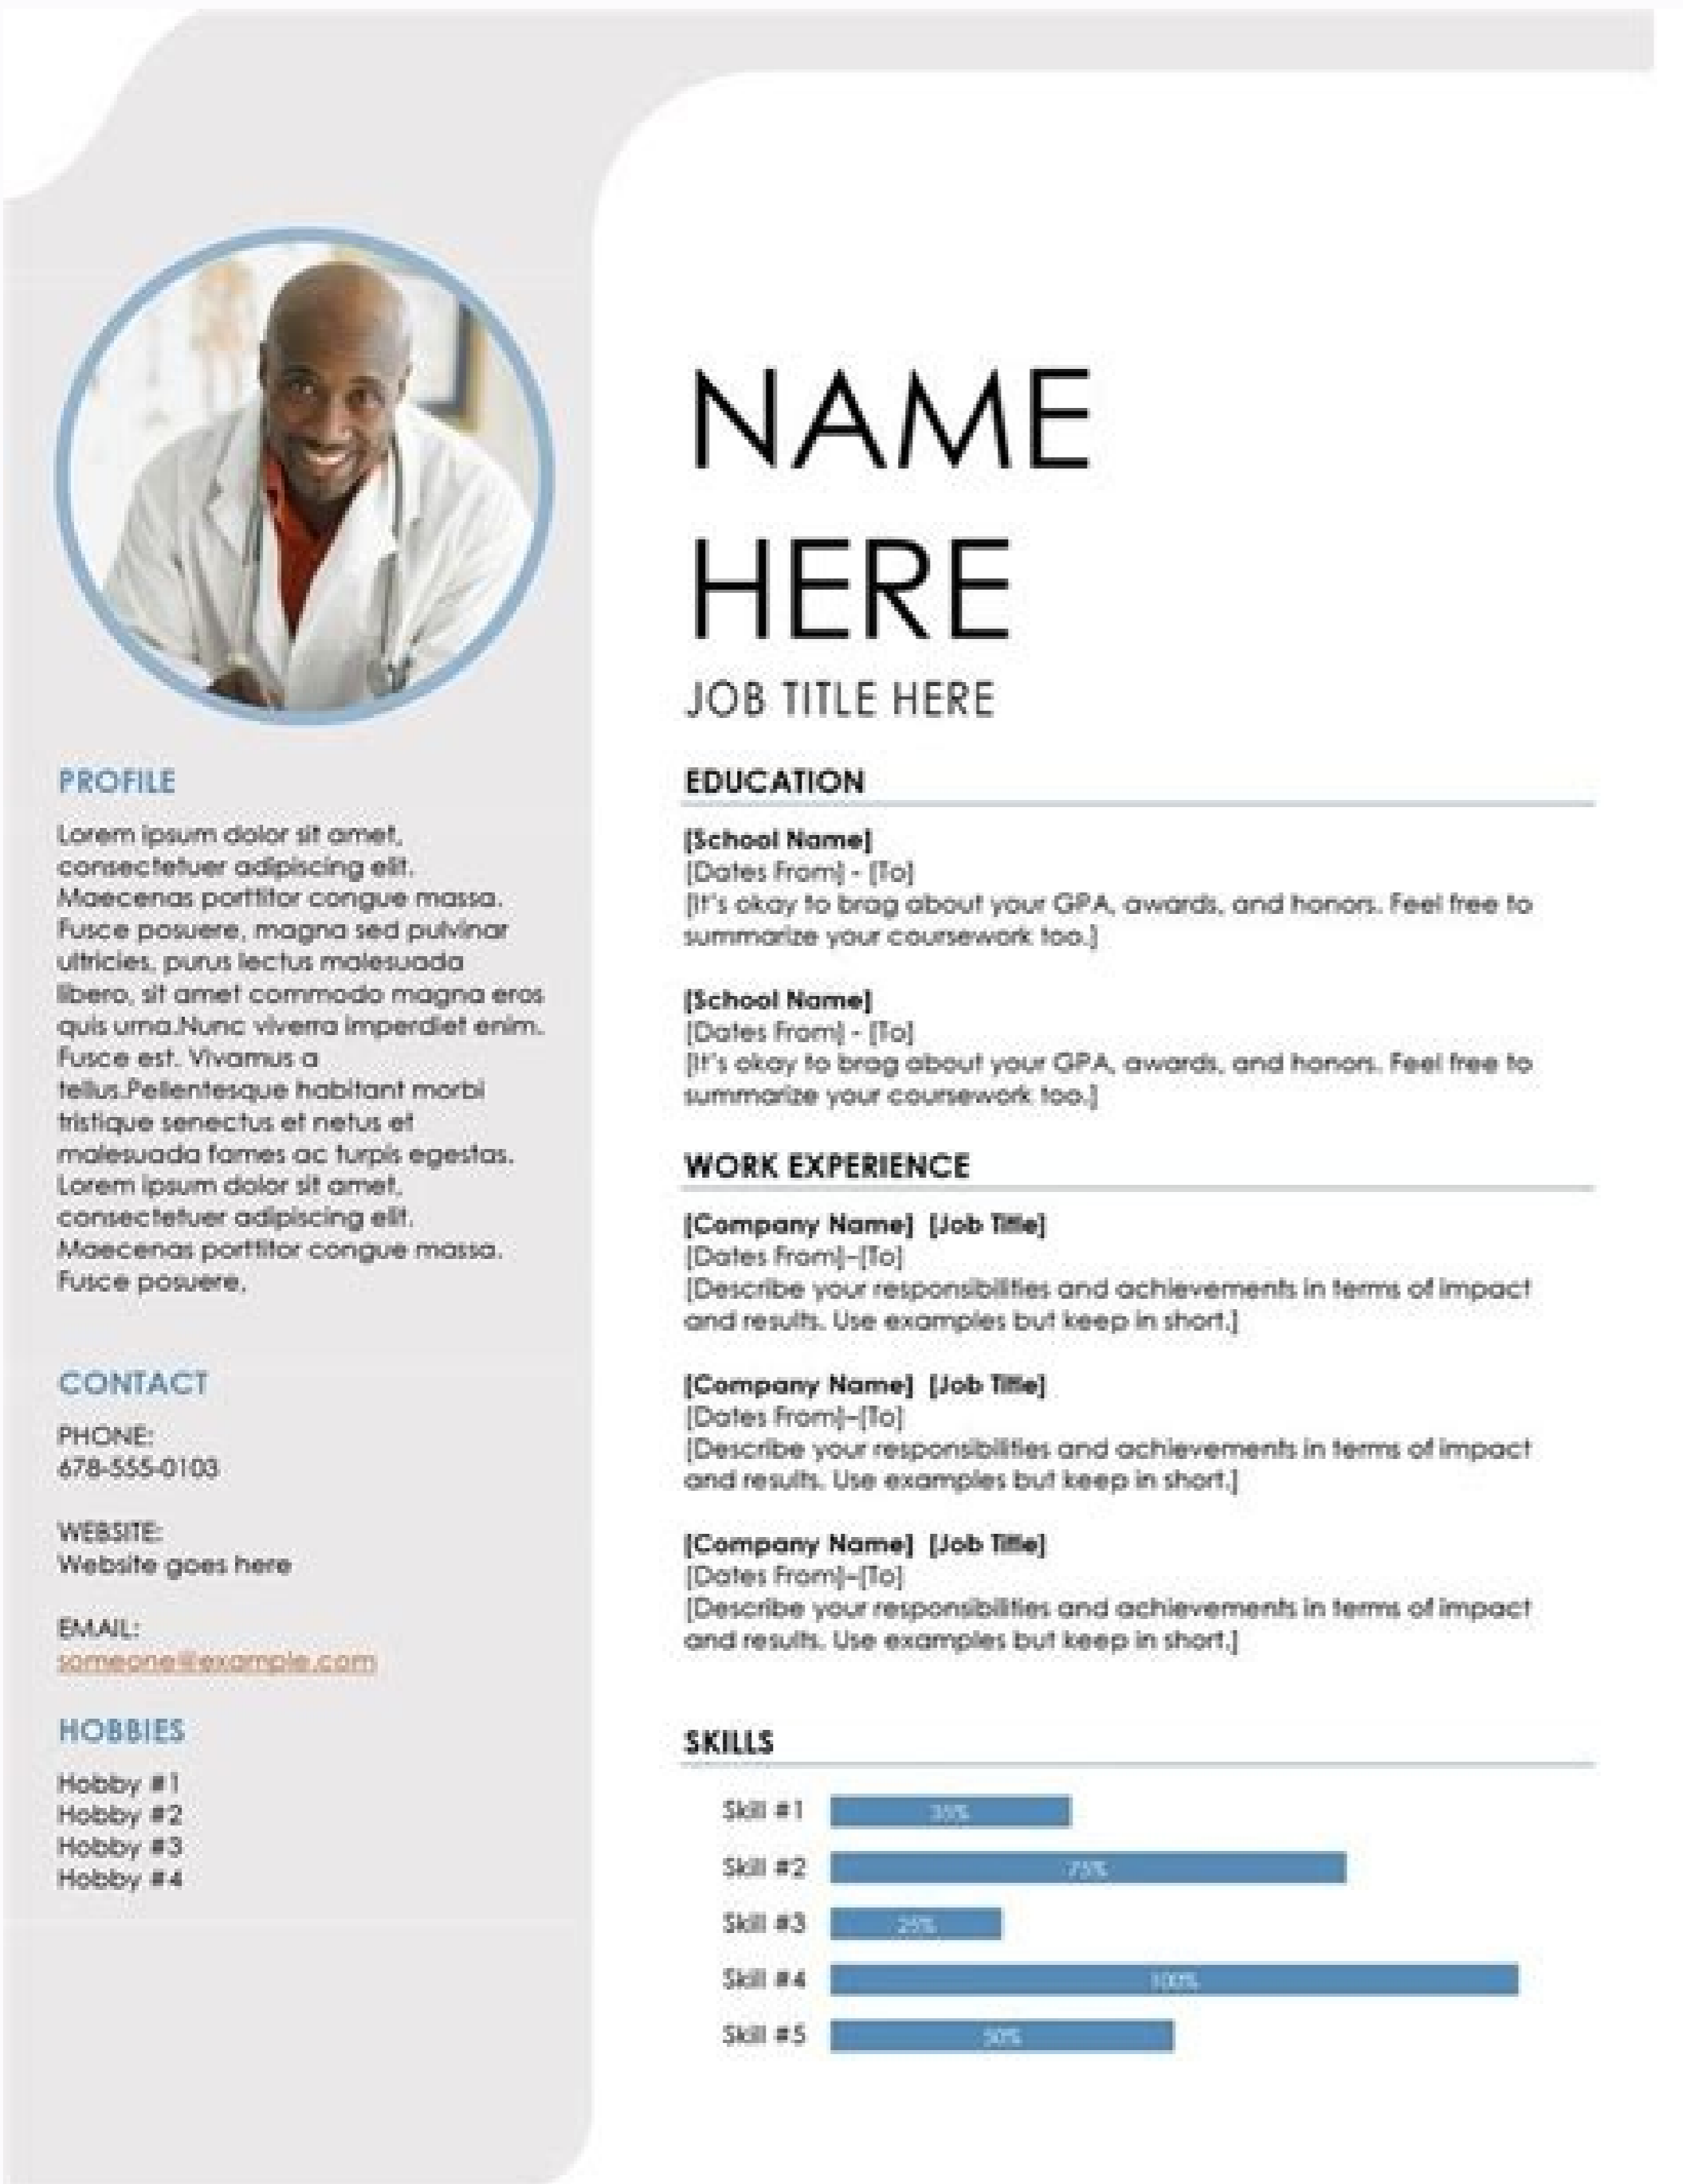 NAME
HERE
JOB TITLE HERE
PROFILE
Lorem ipsum dolor sit amet,
consectetuer adipiscing elit.
Maecenas porttitor congue massa.
Fusce posuere, magna sed pulvinar
ultricies, purus lectus malesuada
libero, sit amet commodo magna eros
quis urna.Nunc viverra imperdiet enim.
Fusce est. Vivamus a
tellus.Pellentesque habitant morbi
tristique senectus et netus et
malesuada fames ac turpis egestas.
Lorem ipsum dolor sit amet,
consectetuer adipiscing elit.
Maecenas porttitor congue massa.
Fusce posuere,
CONTACT
PHONE:
678-555-0103
WEBSITE:
Website goes here
EMAIL:
someone@example.com
HOBBIES
Hobby #1
Hobby #2
Hobby #3
Hobby #4
EDUCATION
[School Name]
[Dates From] - [To]
[It's okay to brag about your GPA, awards, and honors. Feel free to
summarize your coursework too.]
[School Name]
[Dates From] - [To]
[It's okay to brag about your GPA, awards, and honors. Feel free to
summarize your coursework too.]
WORK EXPERIENCE
[Company Name] [Job Title]
[Dates From]–[To]
[Describe your responsibilities and achievements in terms of impact
and results. Use examples but keep in short.]
[Company Name] [Job Title]
[Dates From]–[To]
[Describe your responsibilities and achievements in terms of impact
and results. Use examples but keep in short.]
[Company Name] [Job Title]
[Dates From]–[To]
[Describe your responsibilities and achievements in terms of impact
and results. Use examples but keep in short.]
SKILLS
Skill #1 35%
Skill #2 75%
Skill #3 25%
Skill #4 100%
Skill #5 50%